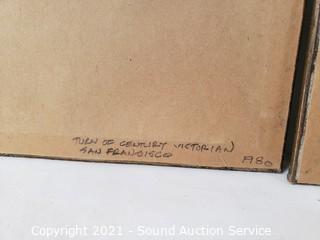 TURN OF CENTURY VICTORIAN
SAN FRANCISCO
1980
Copyright 2021 - Sound Auction Service